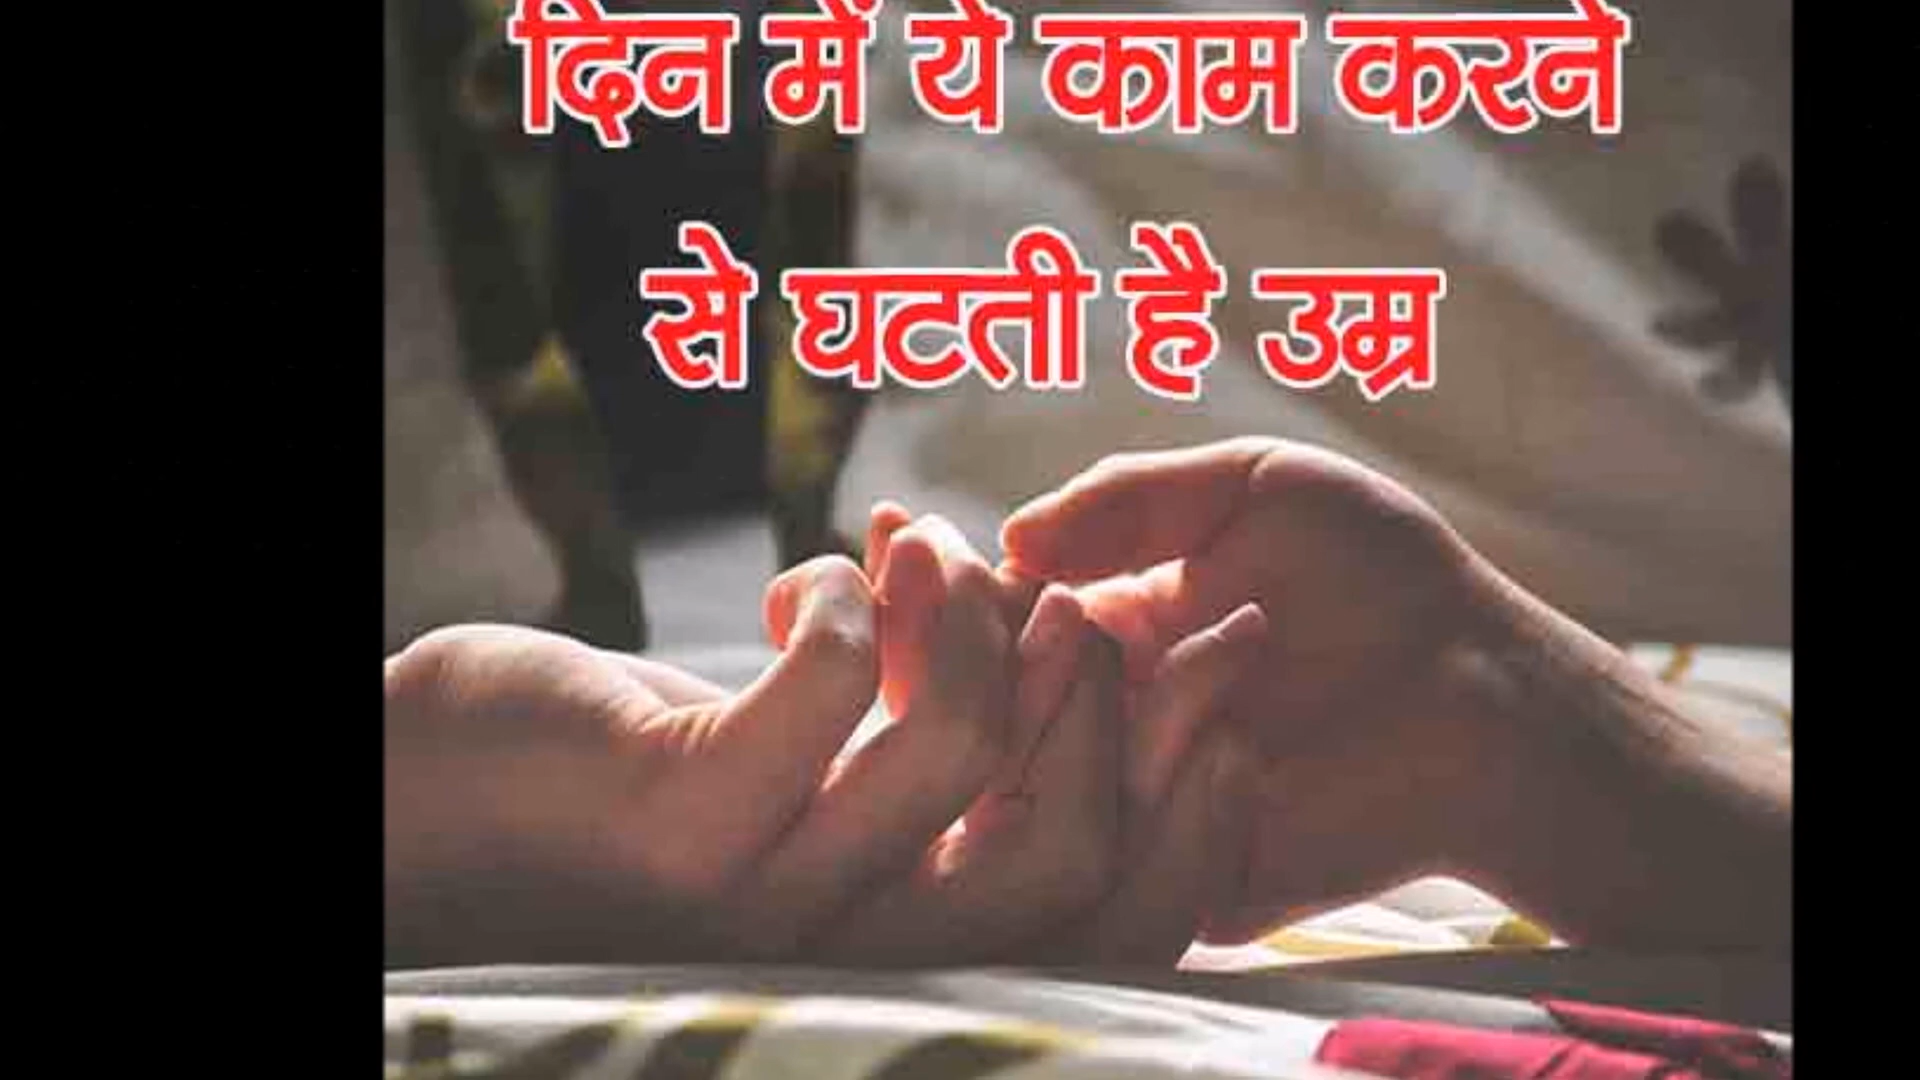 दिन में ये काम करने
से घटती है उम्र